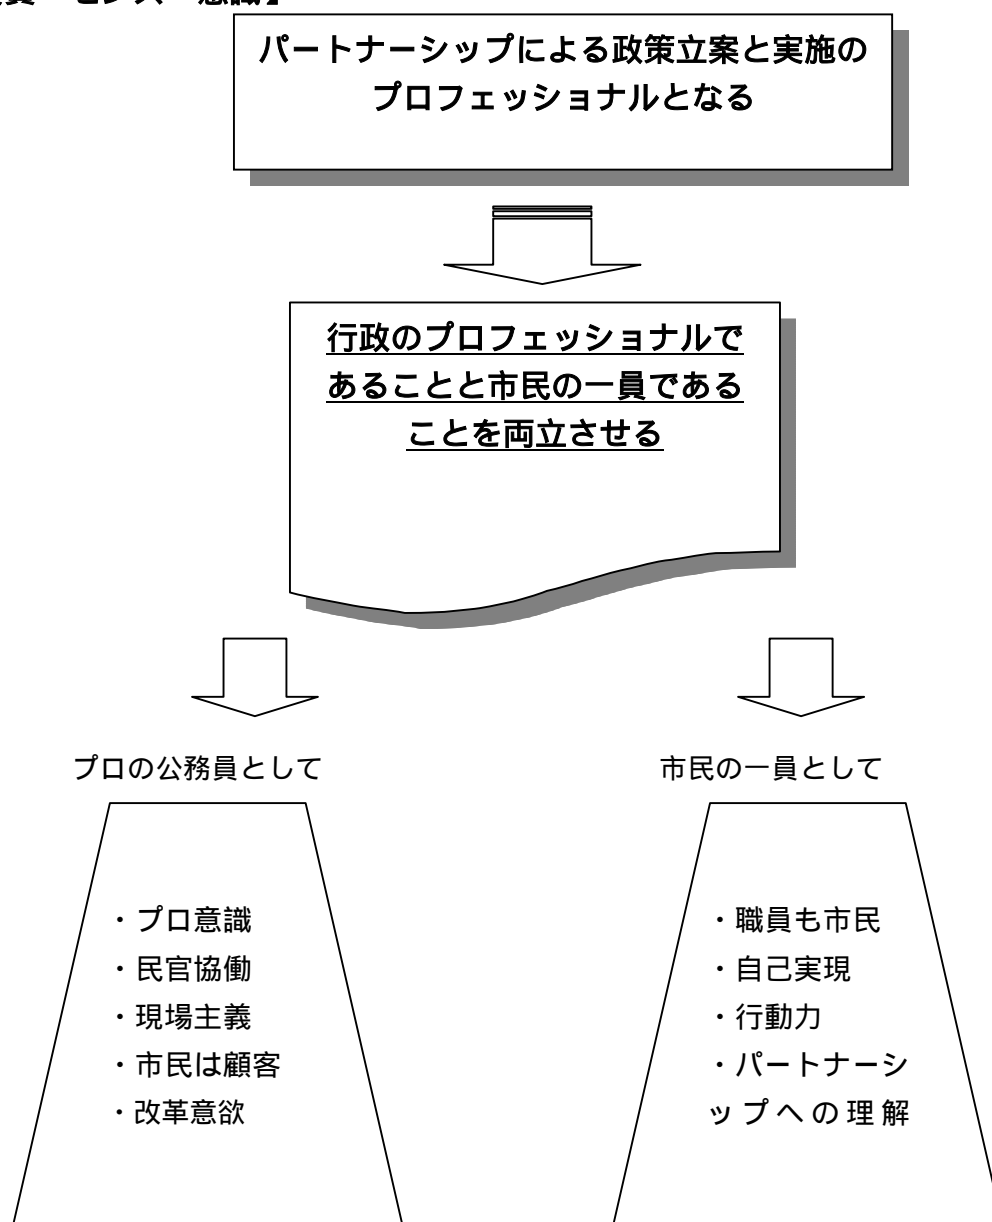 パートナーシップによる政策立案と実施の
プロフェッショナルとなる
行政のプロフェッショナルで
あることと市民の一員である
ことを両立させる
プロの公務員として
・プロ意識
・民官協働
・現場主義
・市民は顧客
・改革意欲
市民の一員として
・職員も市民
・自己実現
・行動力
・パートナーシ
ップへの理解